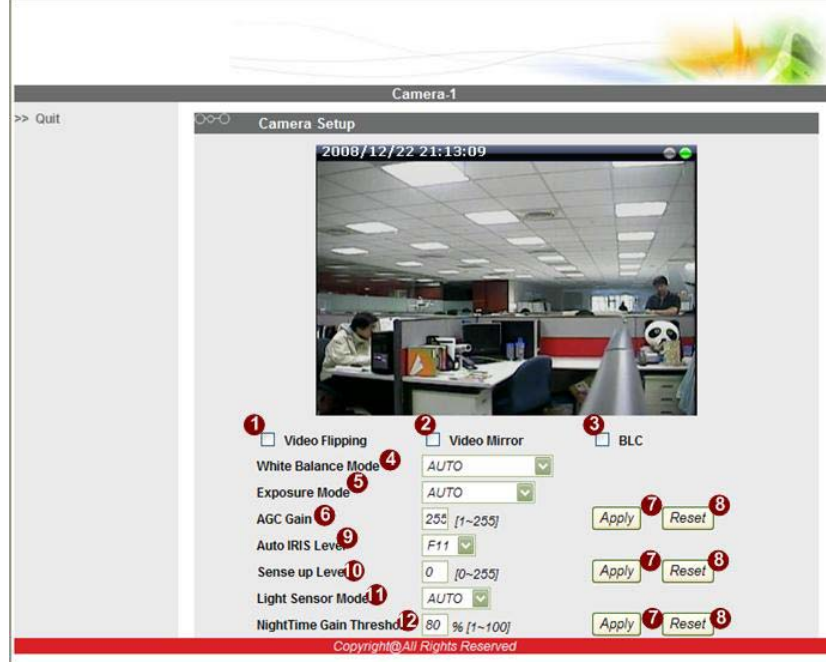 Camera-1
>> Quit
Camera Setup
2008/12/22 21:13:09
1 2 3
Video Flipping Video Mirror BLC
White Balance Mode 4 AUTO
Exposure Mode 5 AUTO
AGC Gain 6 255 [1~255] Apply 7 Reset 8
Auto IRIS Level 9 F11
Sense up Level 10 0 [0~255] Apply 7 Reset 8
Light Sensor Mode 11 AUTO
NightTime Gain Thresho 12 80 % [1~100] Apply 7 Reset 8
Copyright@All Rights Reserved